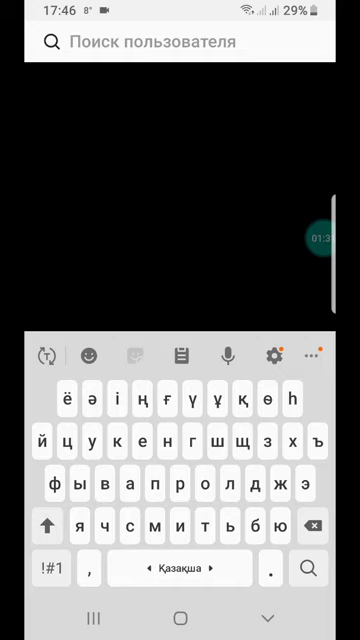 17:46 8° 29%
Поиск пользователя
ё ә і ң ғ ү ұ қ ө һ
й ц у к е н г ш щ з х ъ
ф ы в а п р о л д ж э
я ч с м и т ь б ю
!#1 , Қазақша .